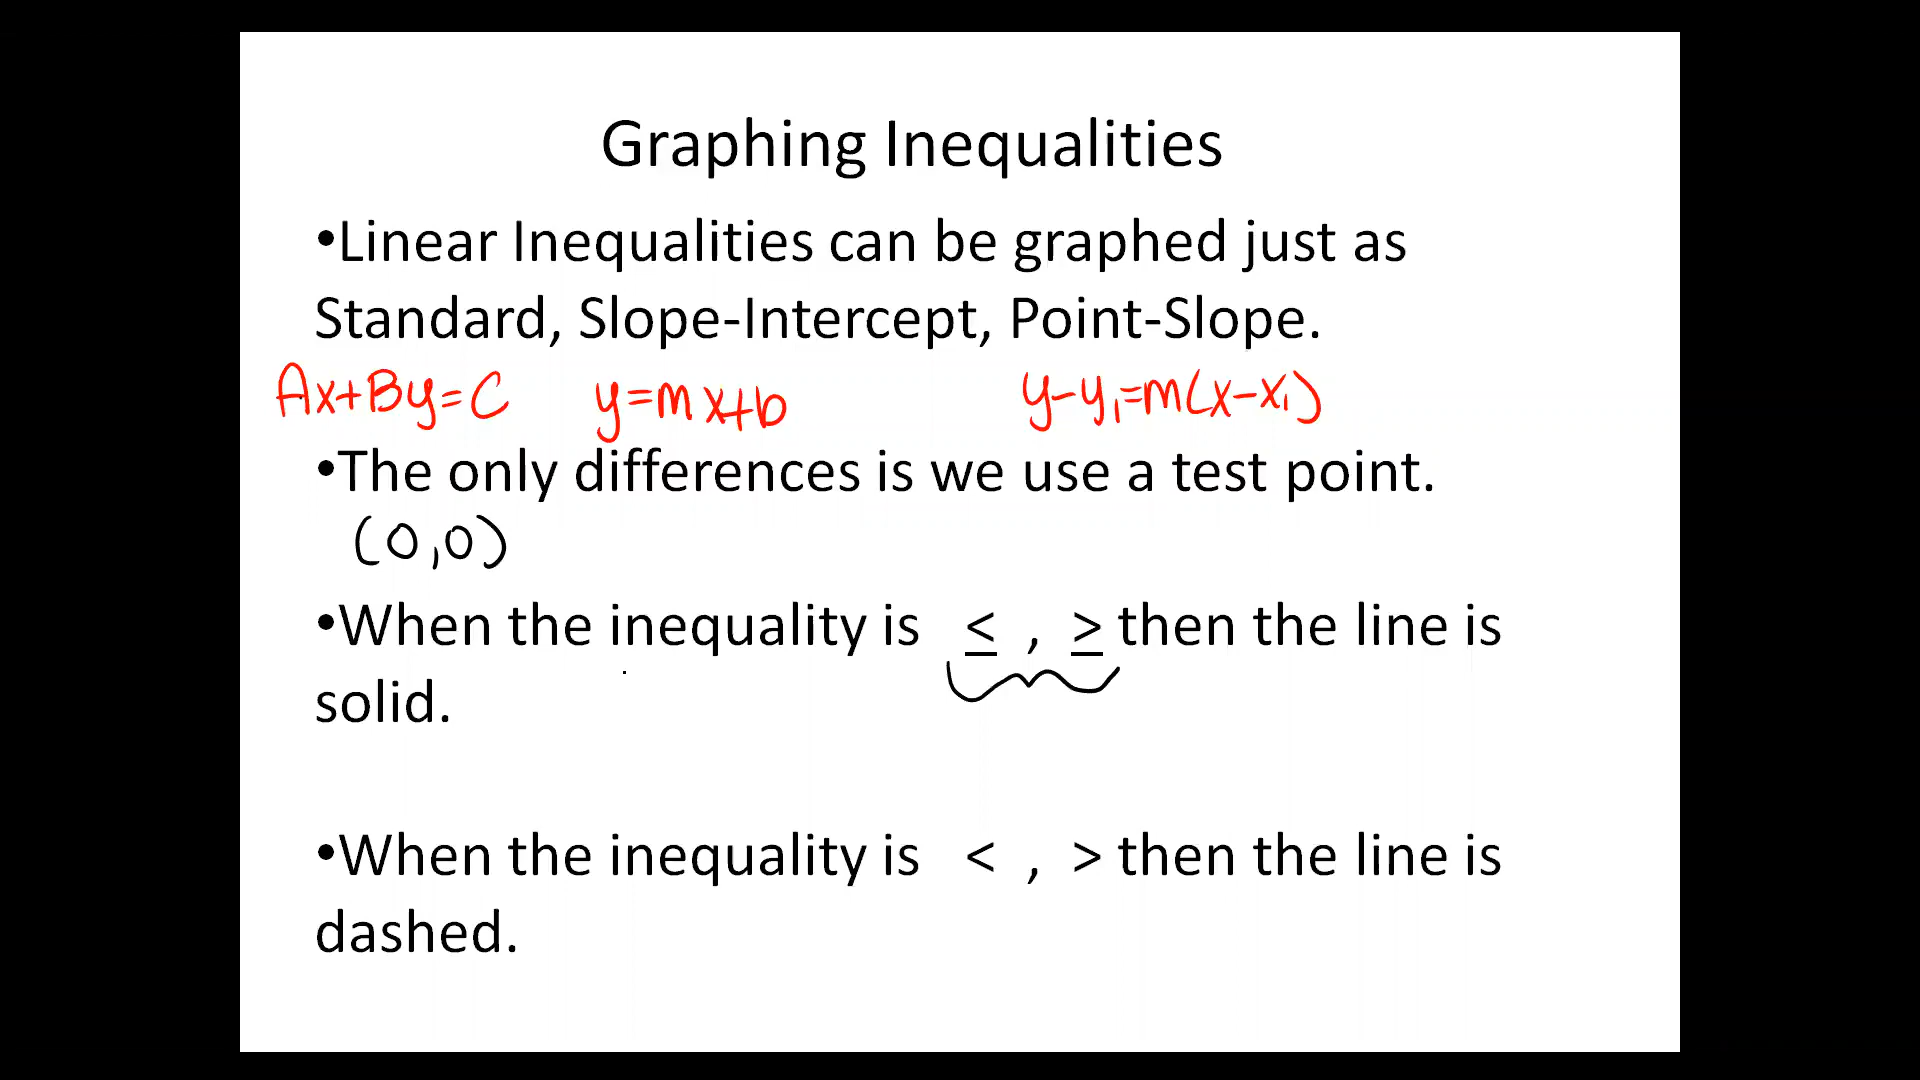 Graphing Inequalities
•Linear Inequalities can be graphed just as
Standard, Slope-Intercept, Point-Slope.
Ax+By=C y=mx+b y-y₁=m(x-x₁)
•The only differences is we use a test point.
(0,0)
•When the inequality is ≤ , ≥ then the line is
solid.
•When the inequality is < , > then the line is
dashed.